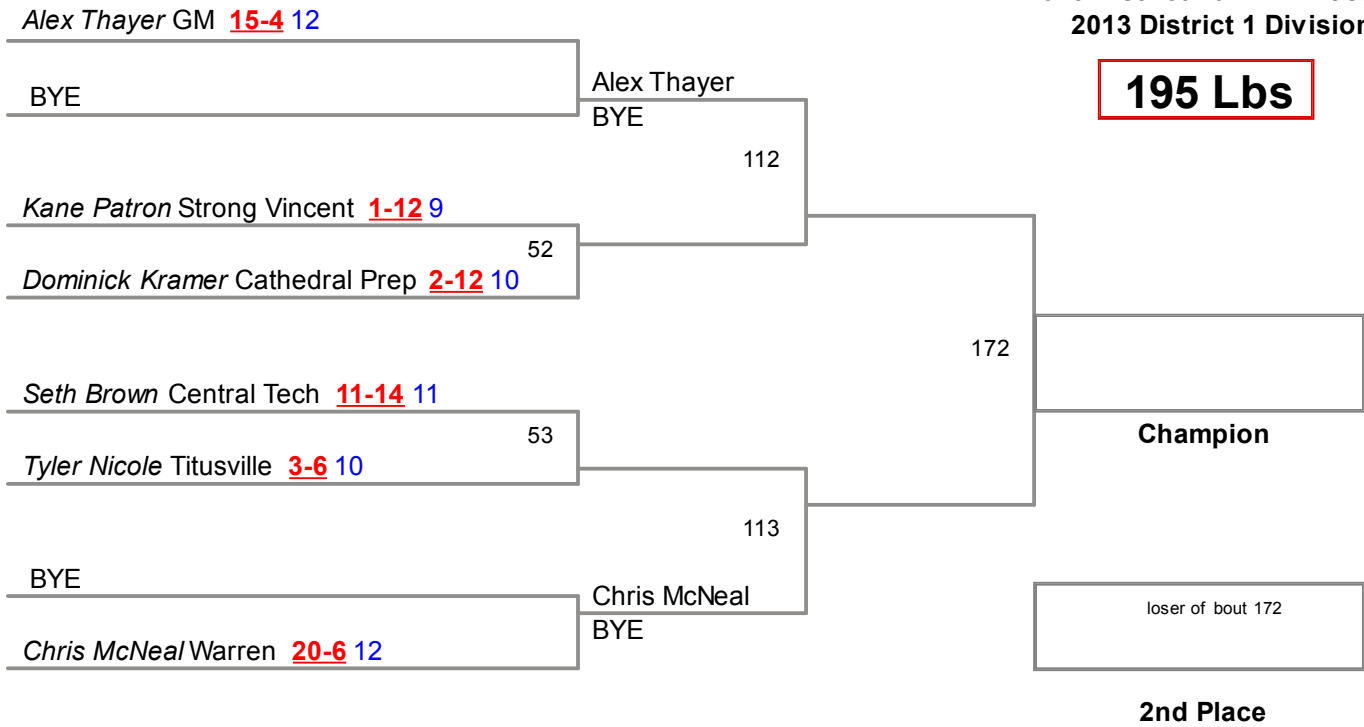 Alex Thayer GM 15-4 12
2013 District 1 Division
BYE
Alex Thayer
BYE
195 Lbs
112
Kane Patron Strong Vincent 1-12 9
52
Dominick Kramer Cathedral Prep 2-12 10
172
Seth Brown Central Tech 11-14 11
53
Champion
Tyler Nicole Titusville 3-6 10
113
BYE
Chris McNeal
BYE
loser of bout 172
Chris McNeal Warren 20-6 12
2nd Place